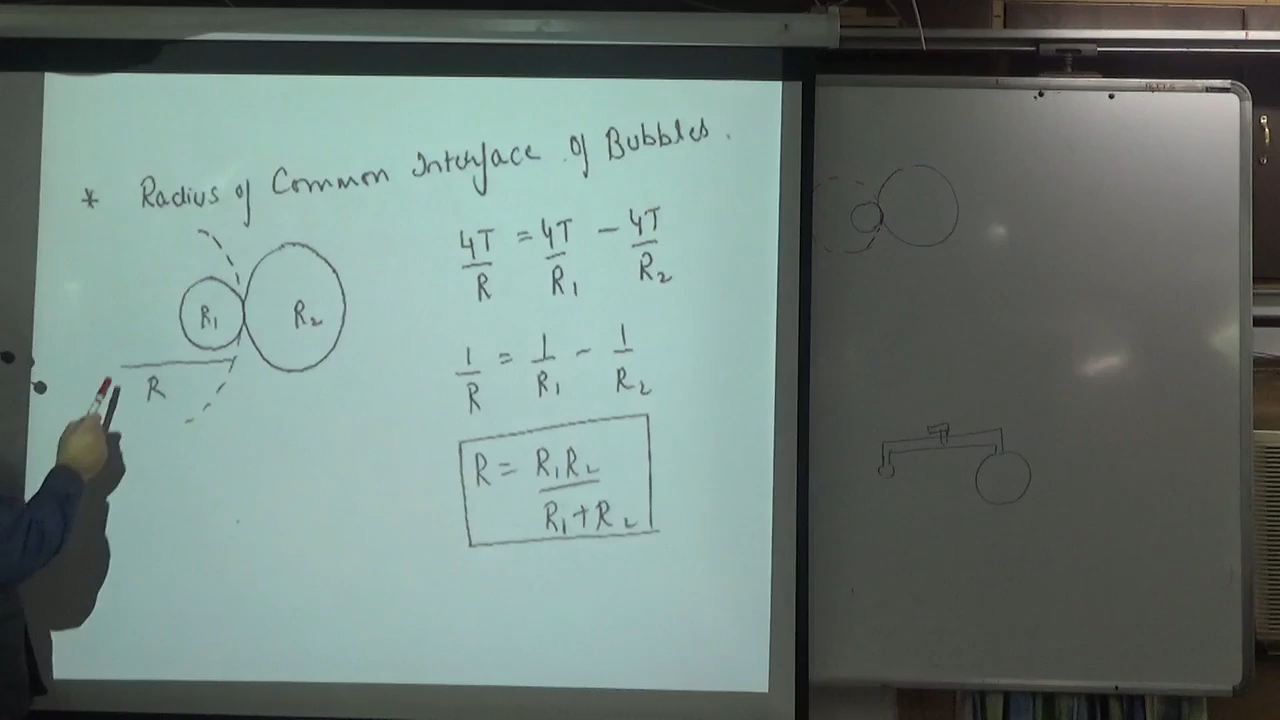 * Radius of Common Interface of Bubbles.
R₁ R₂
R
4T/R = 4T/R₁ - 4T/R₂
1/R = 1/R₁ - 1/R₂
R = R₁R₂/R₁+R₂